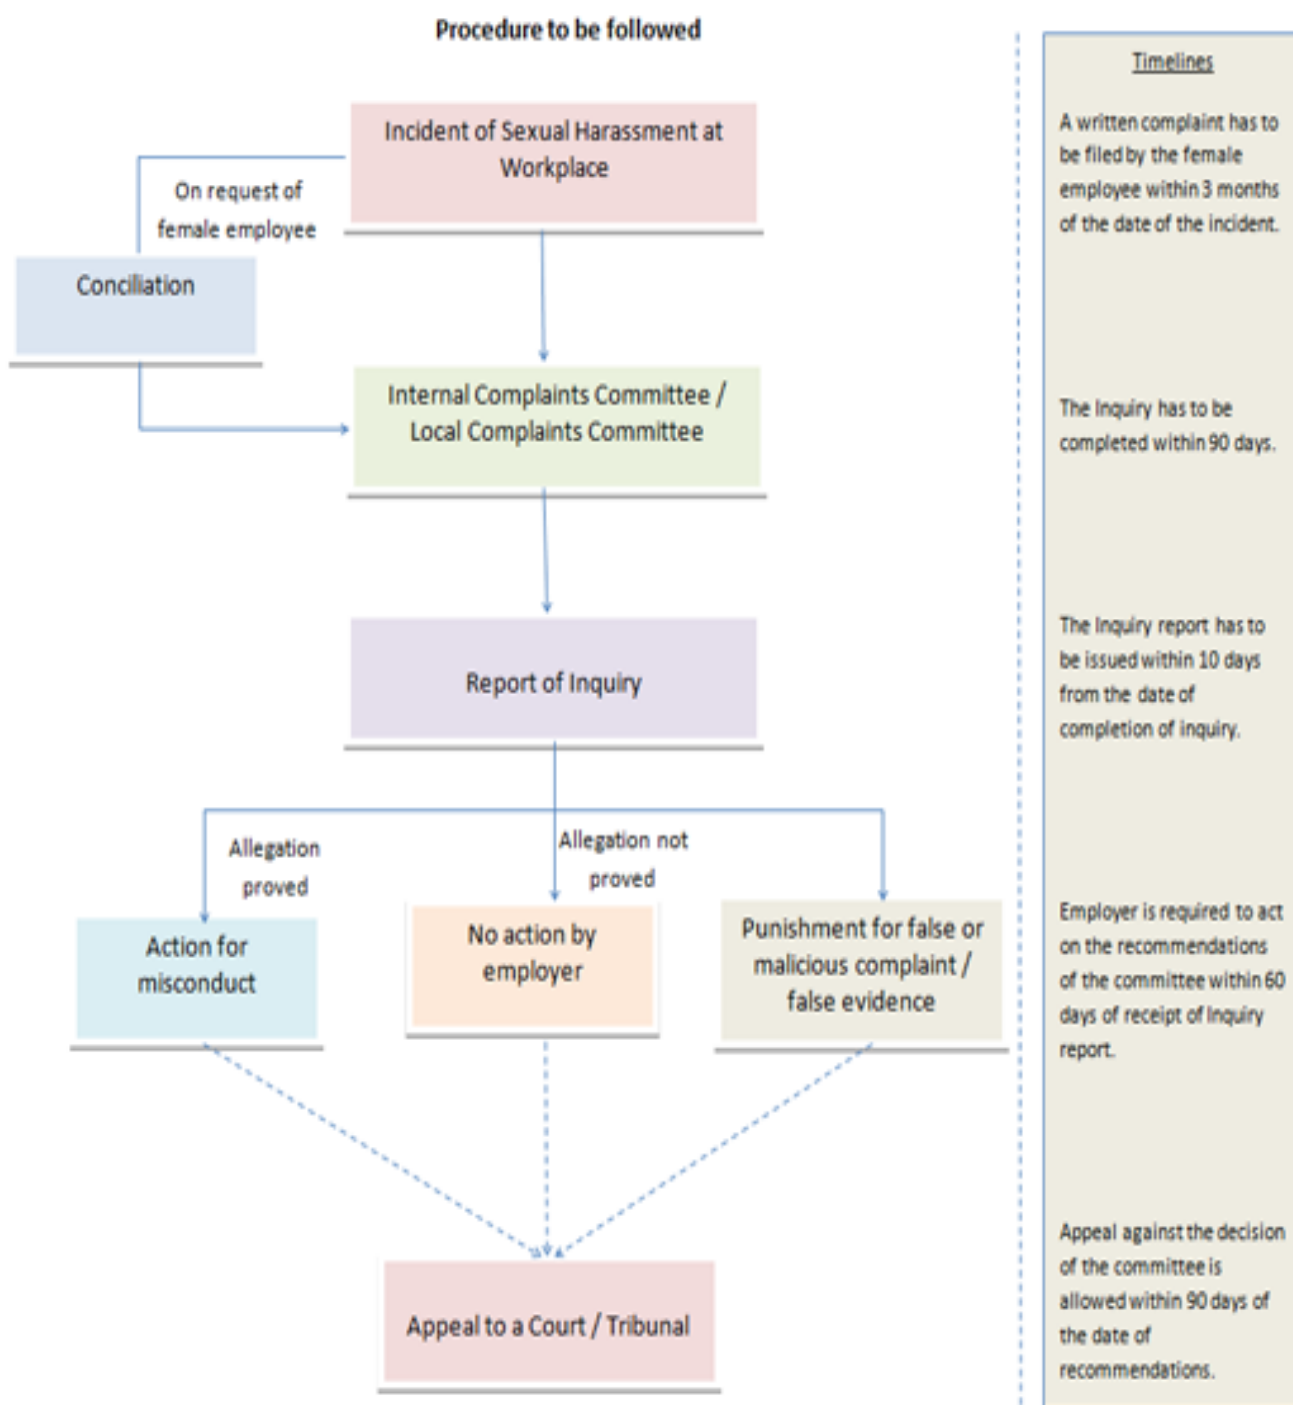 Procedure to be followed
Incident of Sexual Harassment at
Workplace
On request of
female employee
Conciliation
Internal Complaints Committee /
Local Complaints Committee
Report of Inquiry
Allegation
proved
Allegation not
proved
Action for
misconduct
No action by
employer
Punishment for false or
malicious complaint /
false evidence
Appeal to a Court / Tribunal
Timelines
A written complaint has to
be filed by the female
employee within 3 months
of the date of the incident.
The Inquiry has to be
completed within 90 days.
The Inquiry report has to
be issued within 10 days
from the date of
completion of inquiry.
Employer is required to act
on the recommendations
of the committee within 60
days of receipt of Inquiry
report.
Appeal against the decision
of the committee is
allowed within 90 days of
the date of
recommendations.